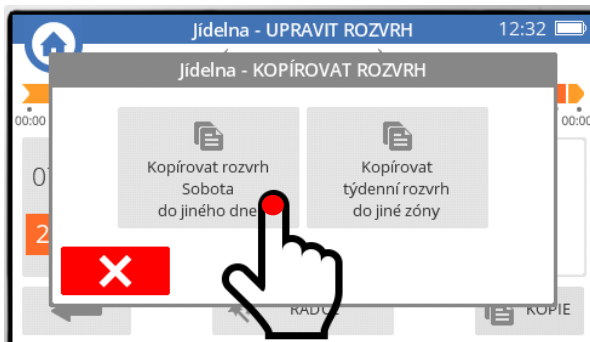 Jídelna - UPRAVIT ROZVRH
12:32
Jídelna - KOPÍROVAT ROZVRH
00:00
00:00
Kopírovat rozvrh
Sobota
do jiného dne
Kopírovat
týdenní rozvrh
do jiné zóny
KOPIE